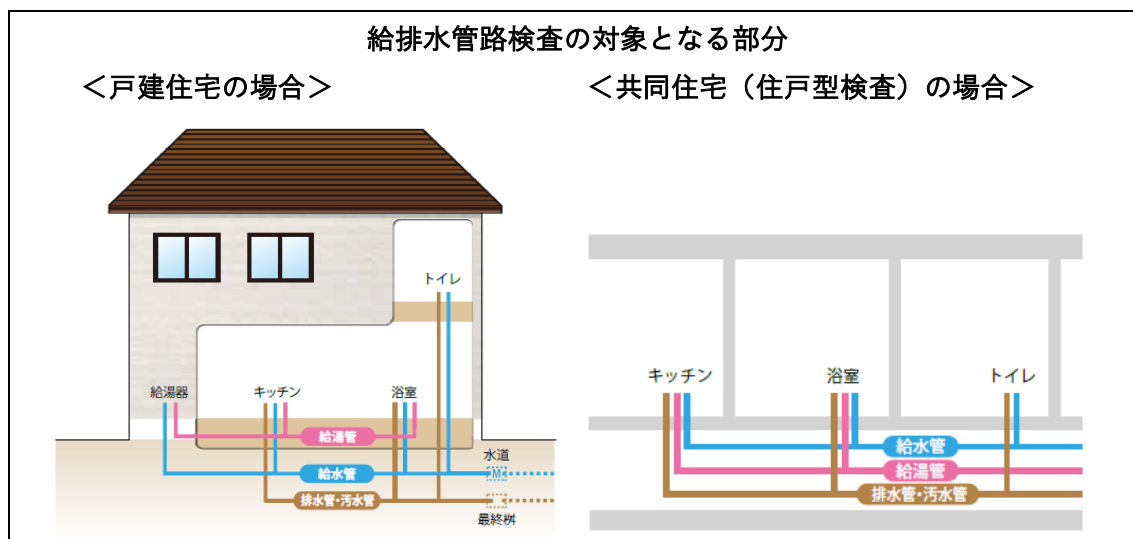 給排水管路検査の対象となる部分
＜戸建住宅の場合＞
トイレ
給湯器
キッチン
浴室
給湯管
水道
給水管
M
排水管・汚水管
最終桝
＜共同住宅（住戸型検査）の場合＞
キッチン
浴室
トイレ
給水管
給湯管
排水管・汚水管